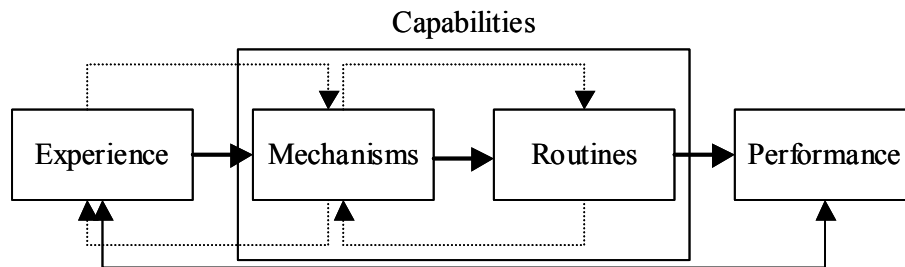 Capabilities
Experience
Mechanisms
Routines
Performance